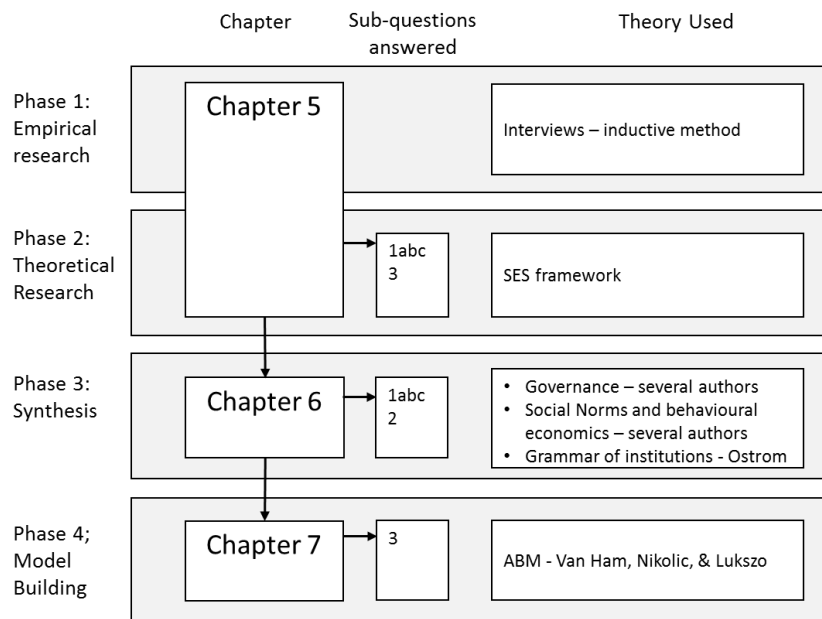 Chapter
Sub-questions
answered
Theory Used
Phase 1:
Empirical
research
Chapter 5
Interviews – inductive method
Phase 2:
Theoretical
Research
1abc
3
SES framework
Phase 3:
Synthesis
Chapter 6
1abc
2
• Governance – several authors
• Social Norms and behavioural
economics – several authors
• Grammar of institutions - Ostrom
Phase 4;
Model
Building
Chapter 7
3
ABM - Van Ham, Nikolic, & Lukszo